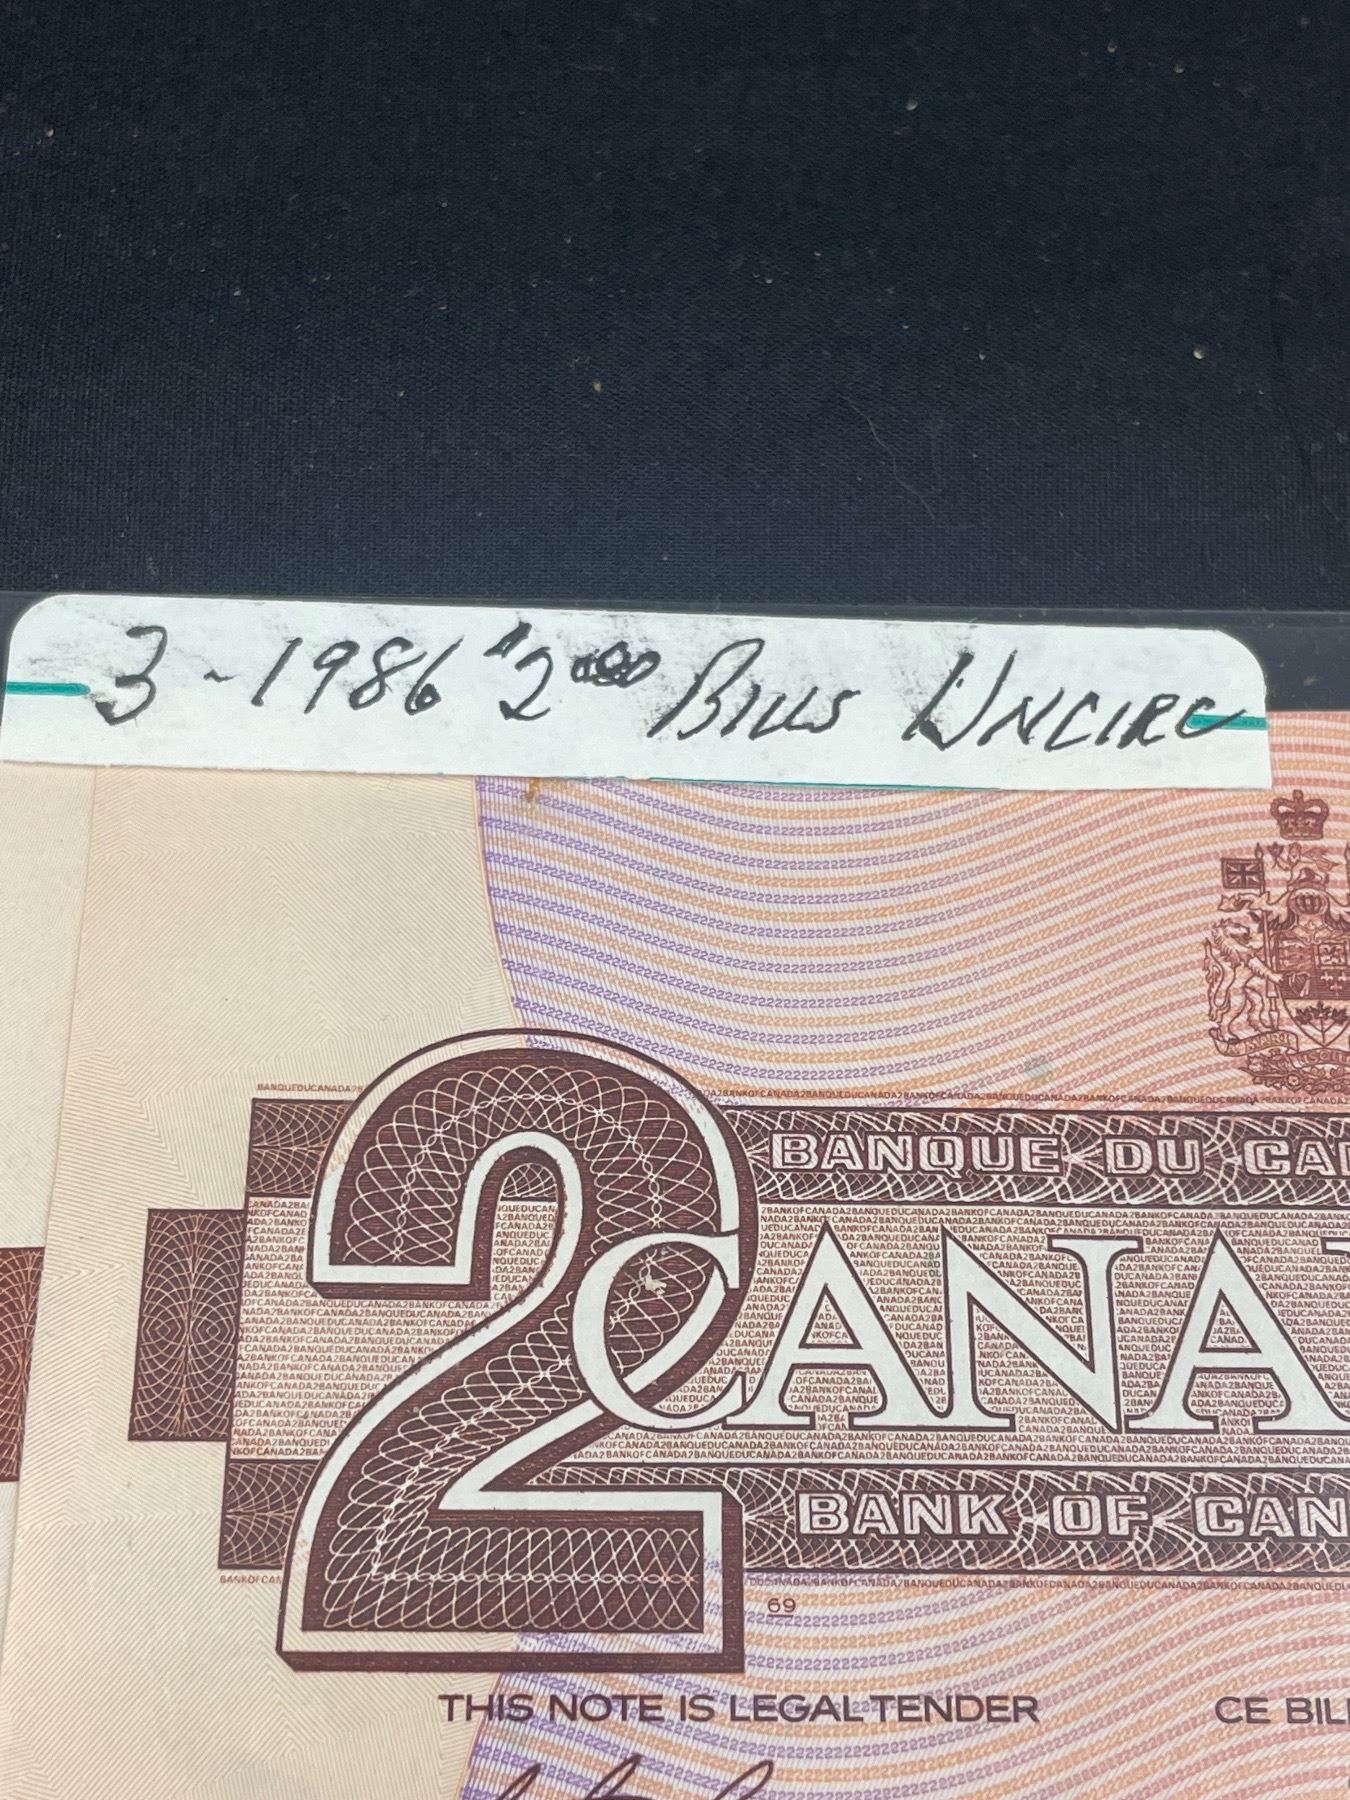 3-1986 $2.00 BILLS UNCIRC
BANQUE DU CA
CANA
BANK OF CAN
69
THIS NOTE IS LEGAL TENDER
CE BIL